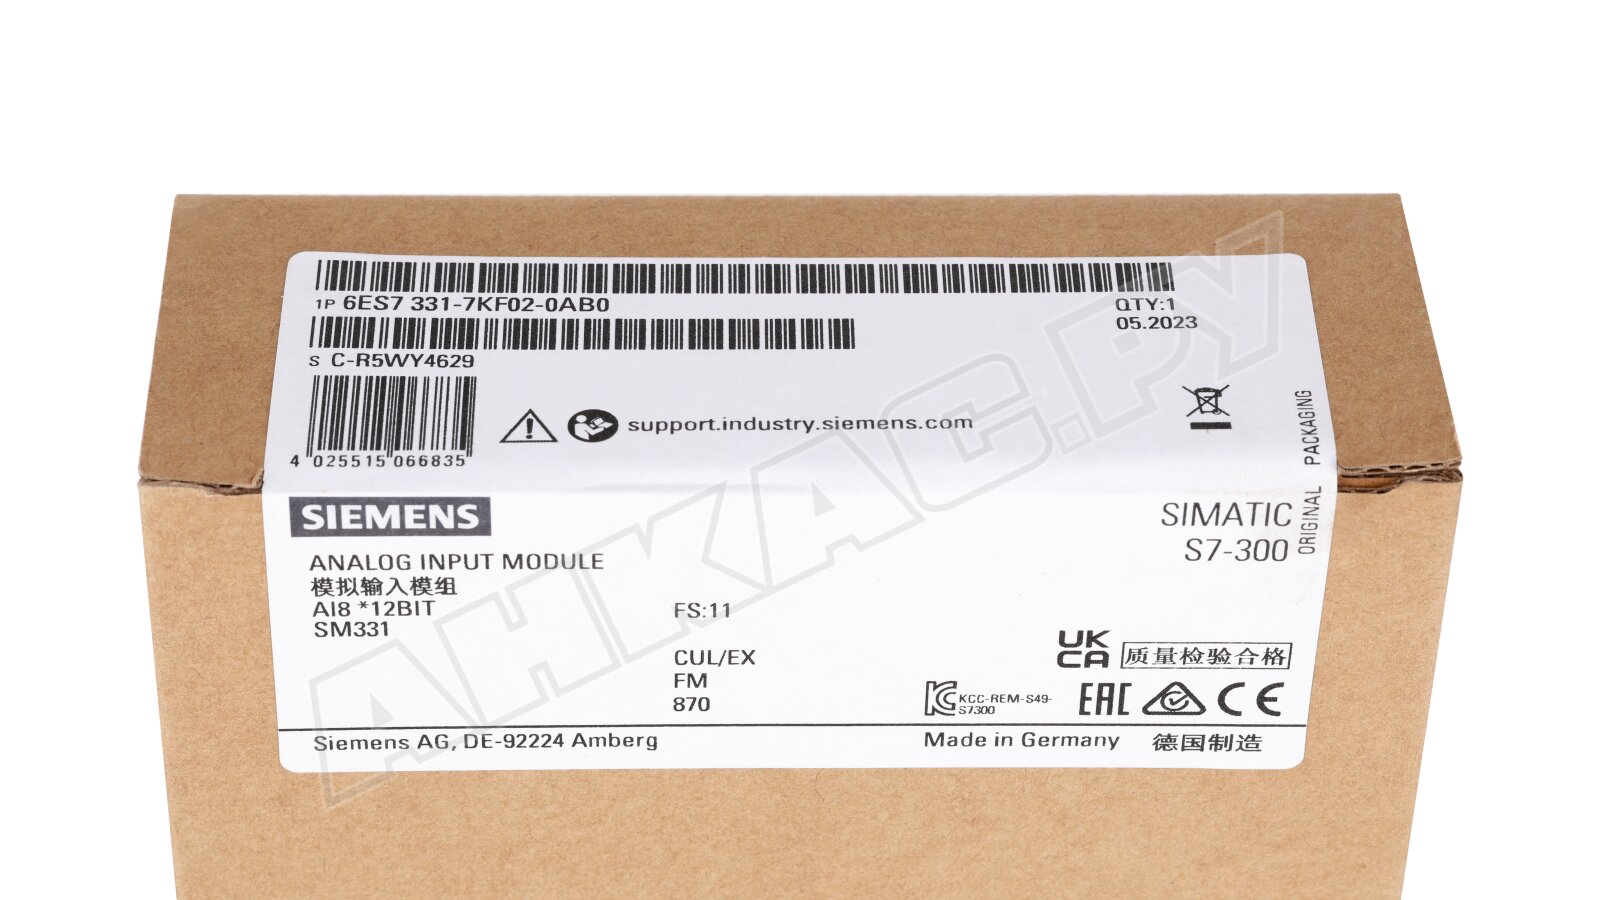 1P 6ES7 331-7KF02-0AB0
QTY:1
05.2023
S C-R5WY4629
4 025515 066835
support.industry.siemens.com
ORIGINAL PACKAGING
SIEMENS
SIMATIC
S7-300
ANALOG INPUT MODULE
模拟输入模组
AI8 *12BIT
SM331
FS:11
CUL/EX
FM
870
UK
CA
质量检验合格
KCC-REM-S49-
S7300
EAC
CE
Siemens AG, DE-92224 Amberg
Made in Germany 德国制造
АНКАС.РУ